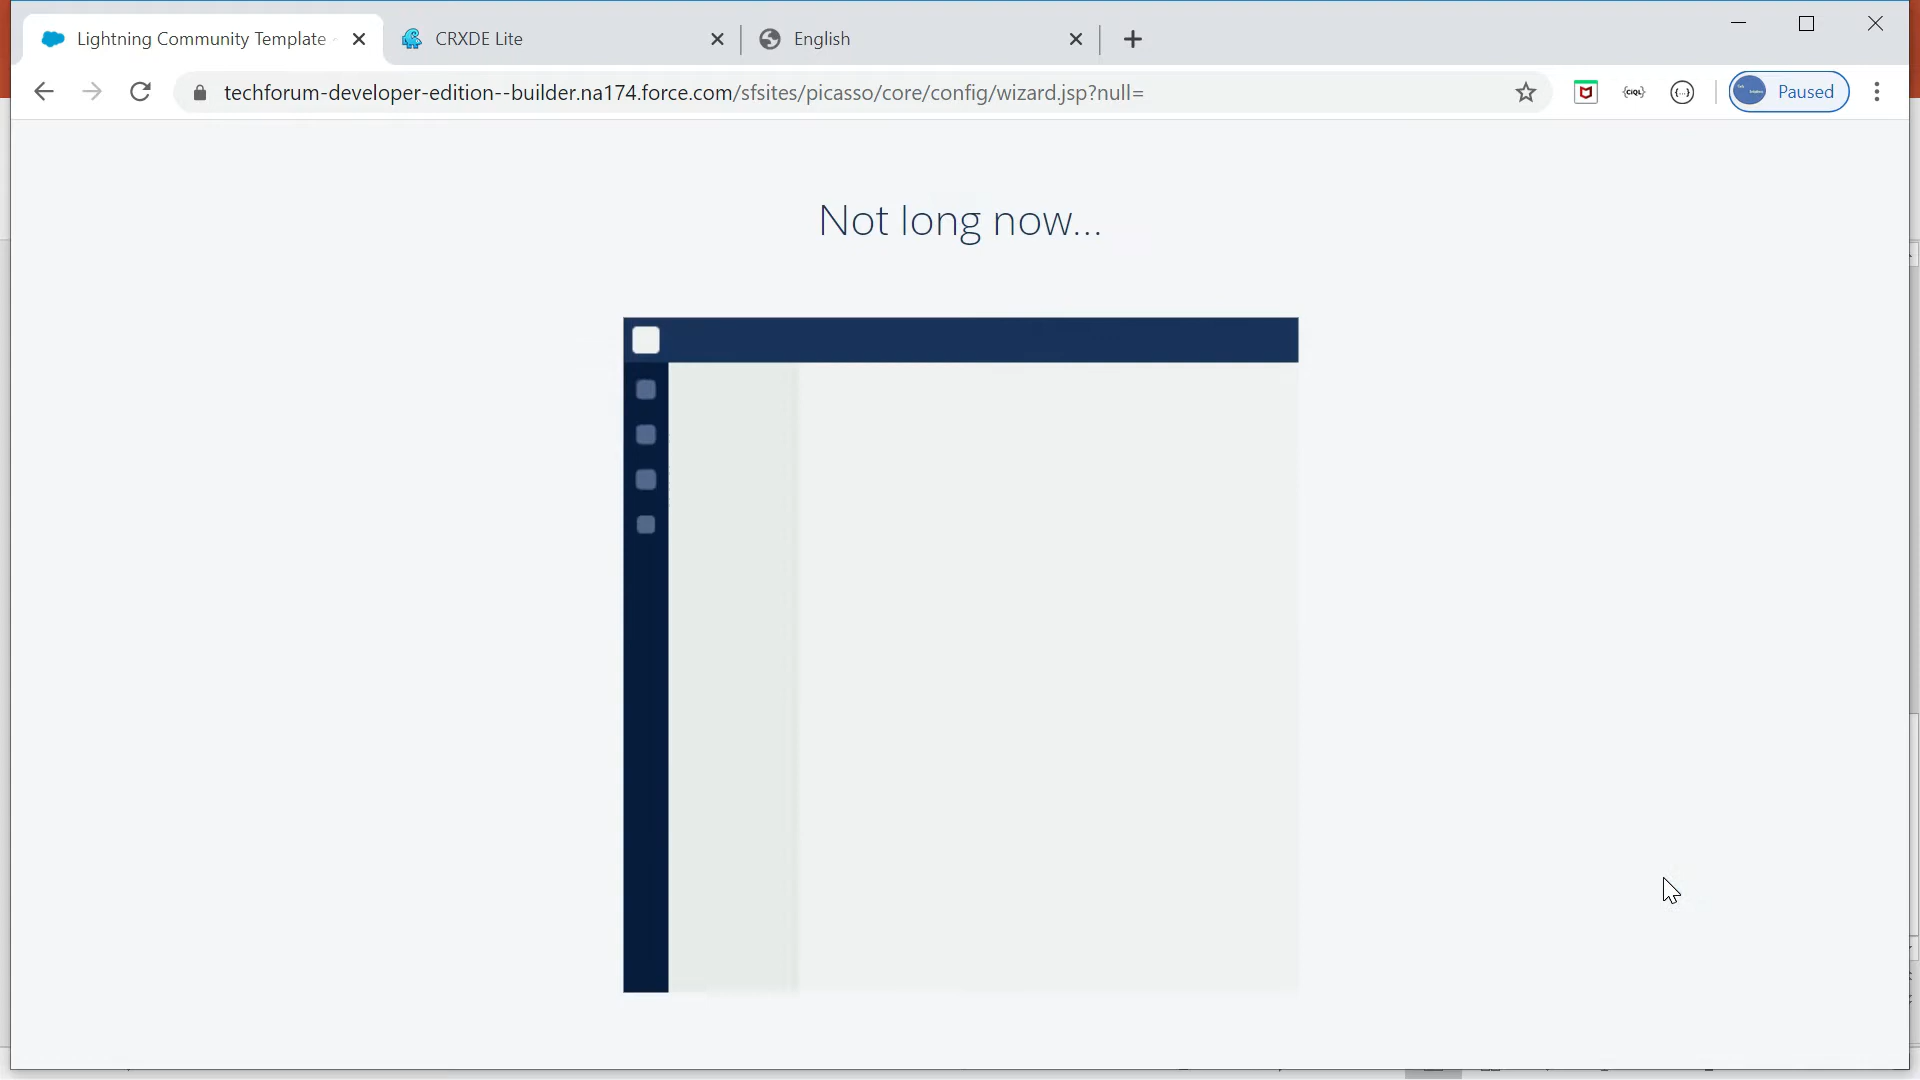 Lightning Community Template
CRXDE Lite
English
techforum-developer-edition--builder.na174.force.com/sfsites/picasso/core/config/wizard.jsp?null=
{CIQL}
{...}
Paused
Not long now...